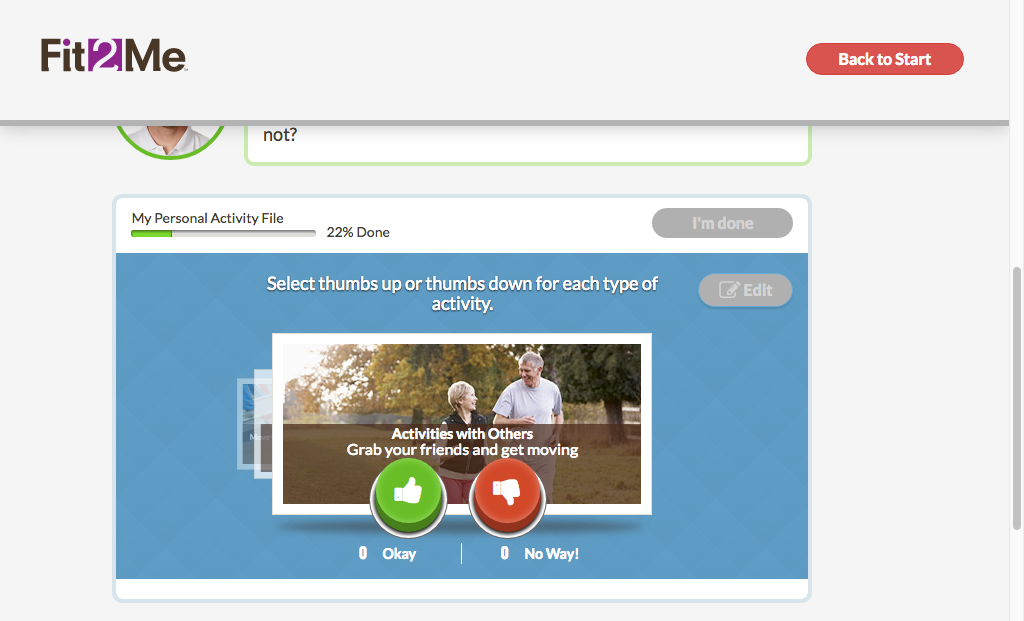 Fit2Me
Back to Start
not?
My Personal Activity File
22% Done
I'm done
Select thumbs up or thumbs down for each type of
activity.
Edit
Activities with Others
Grab your friends and get moving
0 Okay
0 No Way!